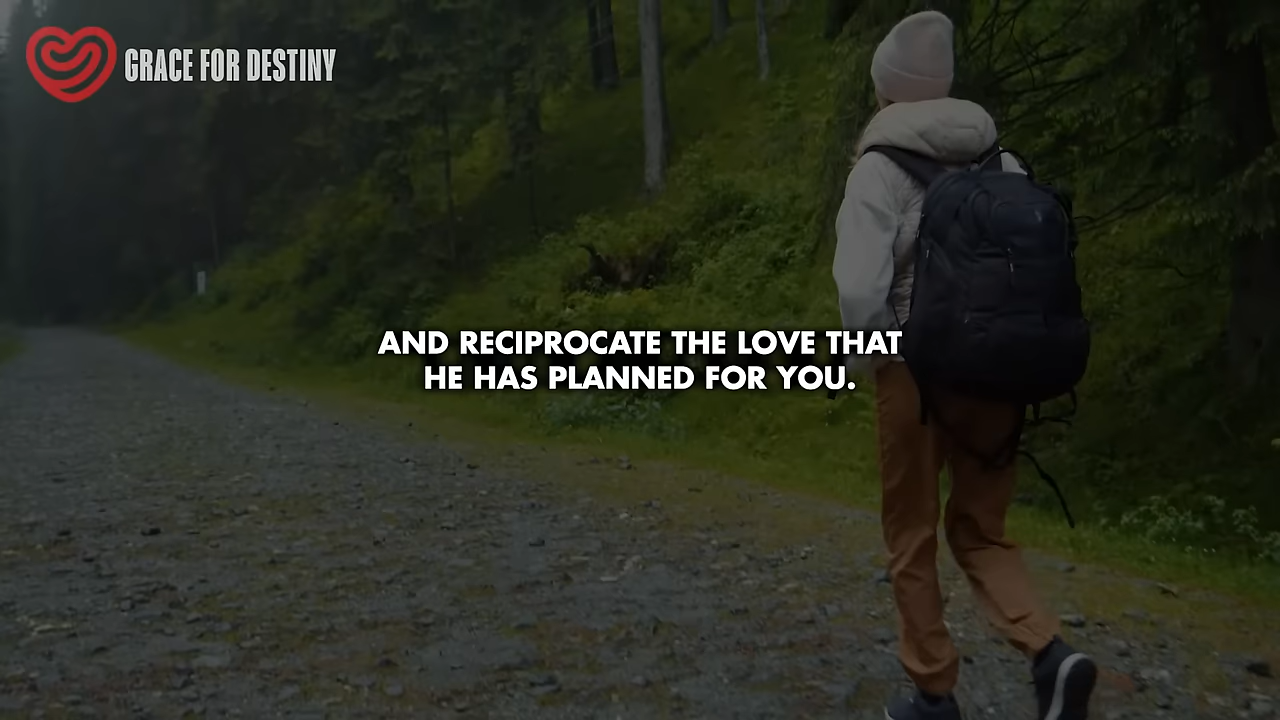 GRACE FOR DESTINY
AND RECIPROCATE THE LOVE THAT
HE HAS PLANNED FOR YOU.